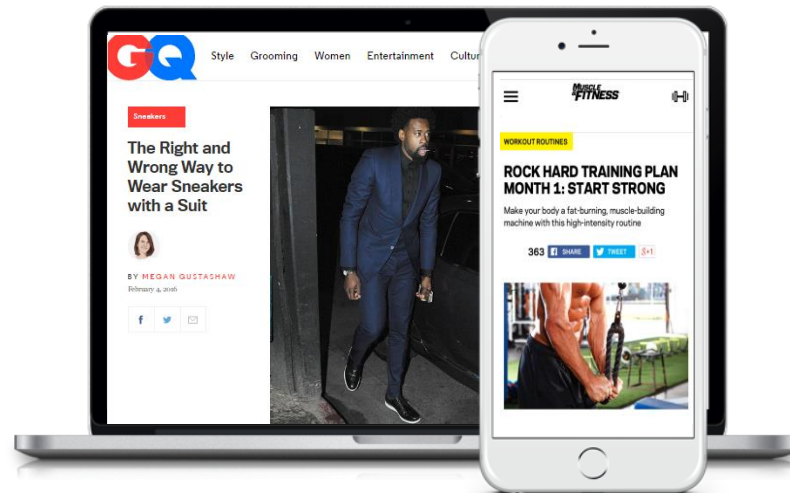 GQ
Style Grooming Women Entertainment
Sneakers
The Right and
Wrong Way to
Wear Sneakers
with a Suit
BY MEGAN GUSTASHAW
February 4, 2016
MUSCLE
&FITNESS
WORKOUT ROUTINES
ROCK HARD TRAINING PLAN
MONTH 1: START STRONG
Make your body a fat-burning, muscle-building
machine with this high-intensity routine
363 f SHARE TWEET g+1